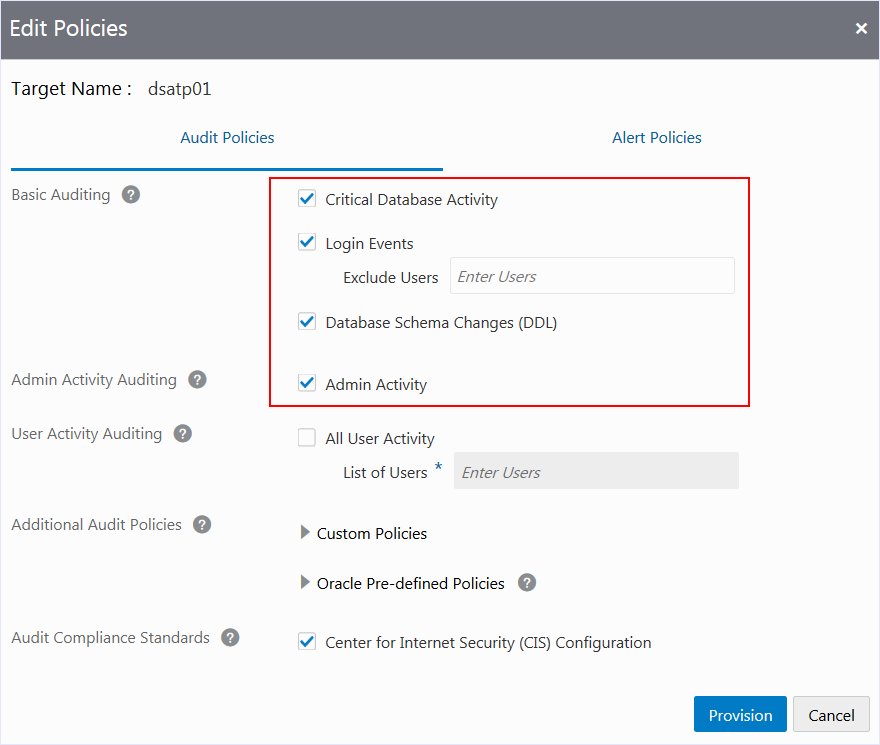 Edit Policies
×
Target Name : dsatp01
Audit Policies Alert Policies
Basic Auditing ? Critical Database Activity
Login Events
Exclude Users Enter Users
Database Schema Changes (DDL)
Admin Activity Auditing ? Admin Activity
User Activity Auditing ? All User Activity
List of Users * Enter Users
Additional Audit Policies ? Custom Policies
Oracle Pre-defined Policies ?
Audit Compliance Standards ? Center for Internet Security (CIS) Configuration
Provision Cancel